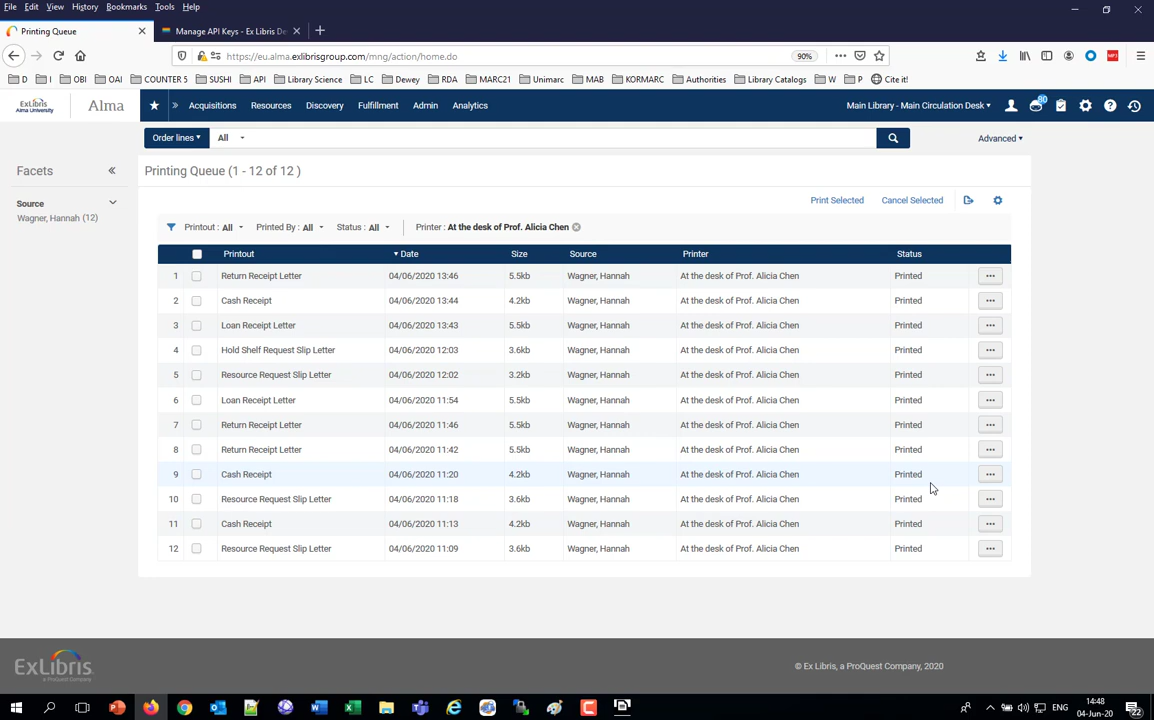 File Edit View History Bookmarks Tools Help
Printing Queue
Manage API Keys - Ex Libris De
https://eu.alma.exlibrisgroup.com/mng/action/home.do 90%
D I OBI OAI COUNTER 5 SUSHI API Library Science LC Dewey RDA MARC21 Unimarc MAB KORMARC Authorities Library Catalogs W P Cite it!
ExLibris Alma University Alma Acquisitions Resources Discovery Fulfillment Admin Analytics Main Library - Main Circulation Desk 90
Order lines All Advanced
Facets
Source
Wagner, Hannah (12)
Printing Queue (1 - 12 of 12 )
Print Selected Cancel Selected
Printout : All Printed By : All Status : All Printer : At the desk of Prof. Alicia Chen
Printout Date Size Source Printer Status
1 Return Receipt Letter 04/06/2020 13:46 5.5kb Wagner, Hannah At the desk of Prof. Alicia Chen Printed
2 Cash Receipt 04/06/2020 13:44 4.2kb Wagner, Hannah At the desk of Prof. Alicia Chen Printed
3 Loan Receipt Letter 04/06/2020 13:43 5.5kb Wagner, Hannah At the desk of Prof. Alicia Chen Printed
4 Hold Shelf Request Slip Letter 04/06/2020 12:03 3.6kb Wagner, Hannah At the desk of Prof. Alicia Chen Printed
5 Resource Request Slip Letter 04/06/2020 12:02 3.2kb Wagner, Hannah At the desk of Prof. Alicia Chen Printed
6 Loan Receipt Letter 04/06/2020 11:54 5.5kb Wagner, Hannah At the desk of Prof. Alicia Chen Printed
7 Return Receipt Letter 04/06/2020 11:46 5.5kb Wagner, Hannah At the desk of Prof. Alicia Chen Printed
8 Return Receipt Letter 04/06/2020 11:42 5.5kb Wagner, Hannah At the desk of Prof. Alicia Chen Printed
9 Cash Receipt 04/06/2020 11:20 4.2kb Wagner, Hannah At the desk of Prof. Alicia Chen Printed
10 Resource Request Slip Letter 04/06/2020 11:18 3.6kb Wagner, Hannah At the desk of Prof. Alicia Chen Printed
11 Cash Receipt 04/06/2020 11:13 4.2kb Wagner, Hannah At the desk of Prof. Alicia Chen Printed
12 Resource Request Slip Letter 04/06/2020 11:09 3.6kb Wagner, Hannah At the desk of Prof. Alicia Chen Printed
ExLibris
a ProQuest Company
© Ex Libris, a ProQuest Company, 2020
ENG
14:48
04-Jun-20
22